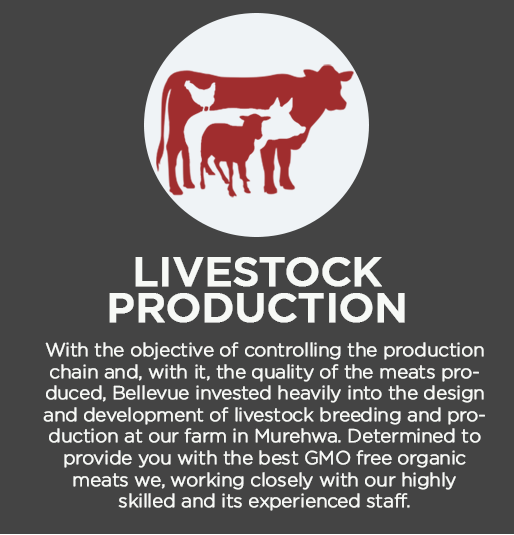 LIVESTOCK
PRODUCTION
With the objective of controlling the production
chain and, with it, the quality of the meats pro-
duced, Bellevue invested heavily into the design
and development of livestock breeding and pro-
duction at our farm in Murehwa. Determined to
provide you with the best GMO free organic
meats we, working closely with our highly
skilled and its experienced staff.